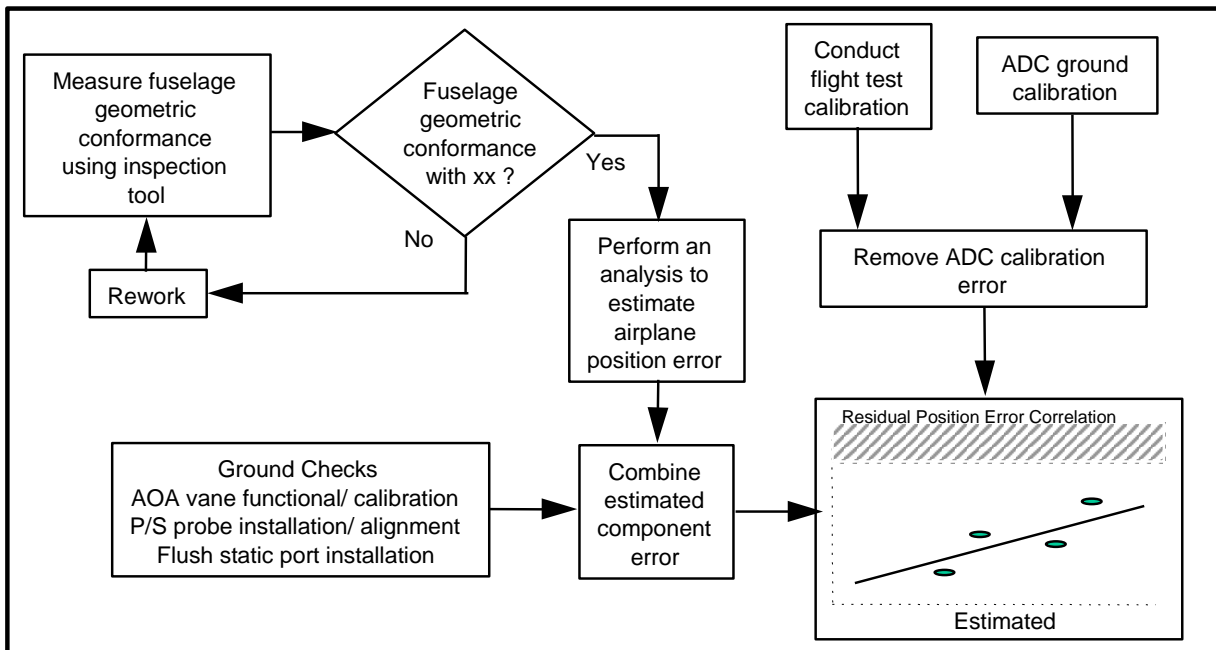 Measure fuselage
geometric
conformance
using inspection
tool
Fuselage
geometric
conformance
with xx ?
Yes
No
Rework
Perform an
analysis to
estimate
airplane
position error
Conduct
flight test
calibration
ADC ground
calibration
Remove ADC calibration
error
Ground Checks
AOA vane functional/ calibration
P/S probe installation/ alignment
Flush static port installation
Combine
estimated
component
error
Residual Position Error Correlation
Estimated